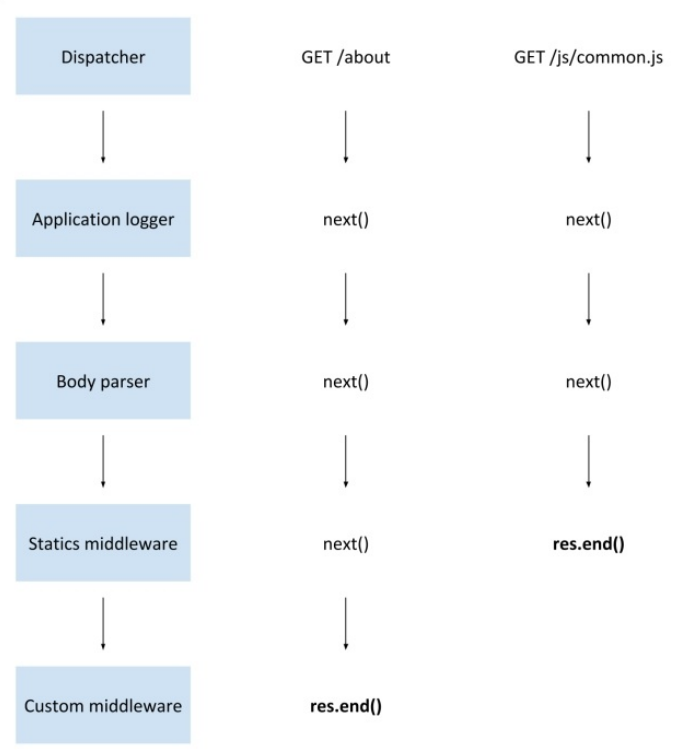 Dispatcher GET /about GET /js/common.js
Application logger next() next()
Body parser next() next()
Statics middleware next() res.end()
Custom middleware res.end()